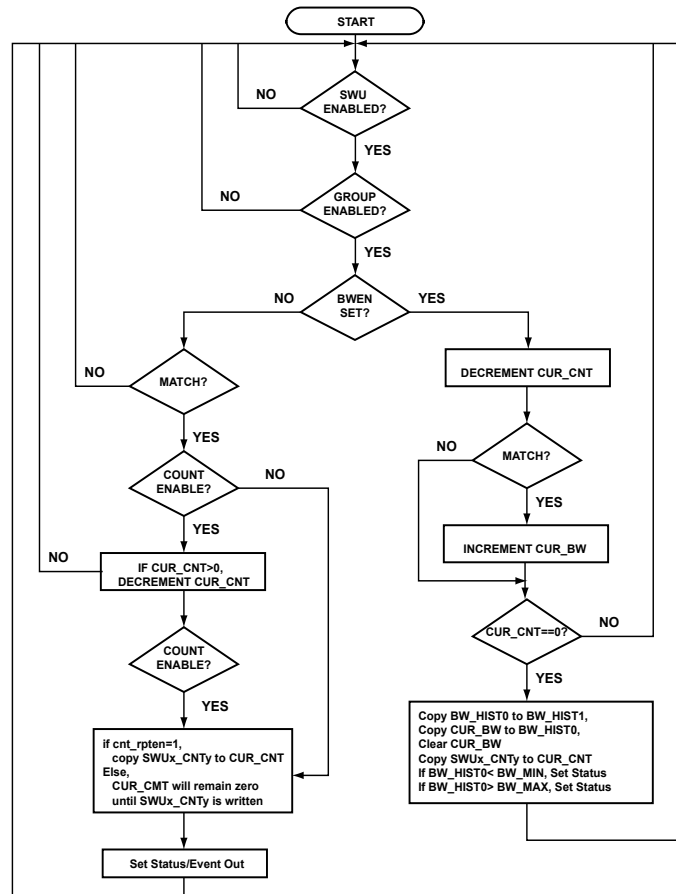 START
SWU
ENABLED?
NO
YES
GROUP
ENABLED?
NO
YES
BWEN
SET?
NO
YES
MATCH?
NO
YES
COUNT
ENABLE?
NO
YES
IF CUR_CNT>0,
DECREMENT CUR_CNT
NO
COUNT
ENABLE?
YES
if cnt_rpten=1,
copy SWUx_CNTy to CUR_CNT
Else,
CUR_CMT will remain zero
until SWUx_CNTy is written
Set Status/Event Out
DECREMENT CUR_CNT
MATCH?
NO
YES
INCREMENT CUR_BW
CUR_CNT==0?
NO
YES
Copy BW_HIST0 to BW_HIST1,
Copy CUR_BW to BW_HIST0,
Clear CUR_BW
Copy SWUx_CNTy to CUR_CNT
If BW_HIST0< BW_MIN, Set Status
If BW_HIST0> BW_MAX, Set Status